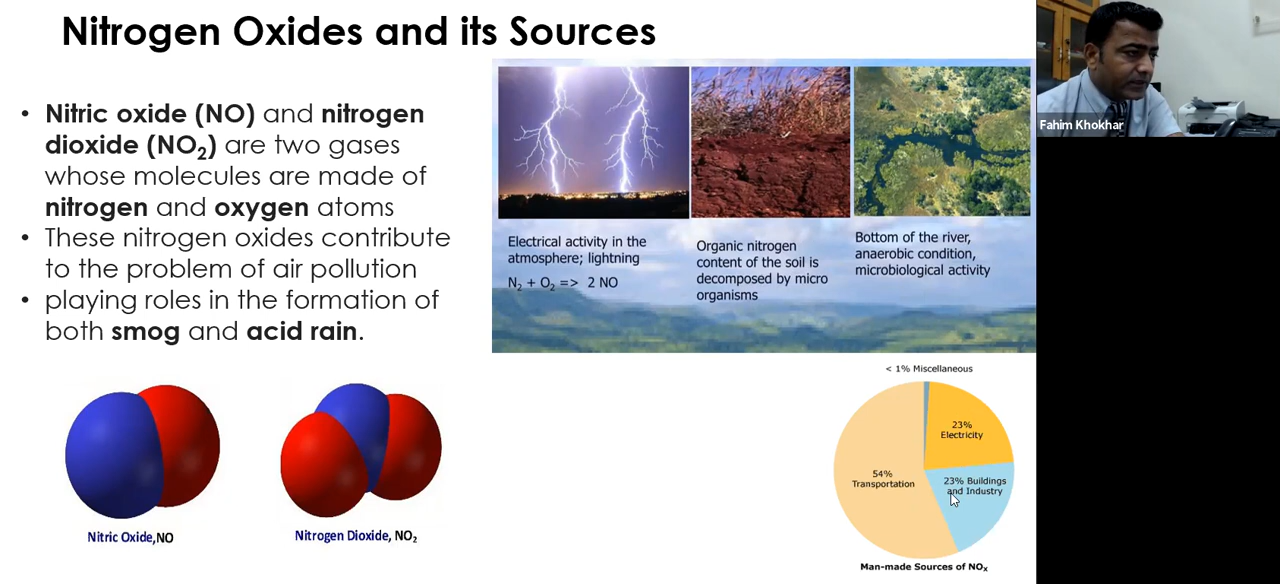 Nitrogen Oxides and its Sources
• Nitric oxide (NO) and nitrogen
dioxide (NO₂) are two gases
whose molecules are made of
nitrogen and oxygen atoms
• These nitrogen oxides contribute
to the problem of air pollution
• playing roles in the formation of
both smog and acid rain.
Electrical activity in the
atmosphere; lightning
N₂ + O₂ => 2 NO
Organic nitrogen
content of the soil is
decomposed by micro
organisms
Bottom of the river,
anaerobic condition,
microbiological activity
Nitric Oxide,NO
Nitrogen Dioxide, NO₂
< 1% Miscellaneous
23%
Electricity
54%
Transportation
23% Buildings
and Industry
Man-made Sources of NOₓ
Fahim Khokhar